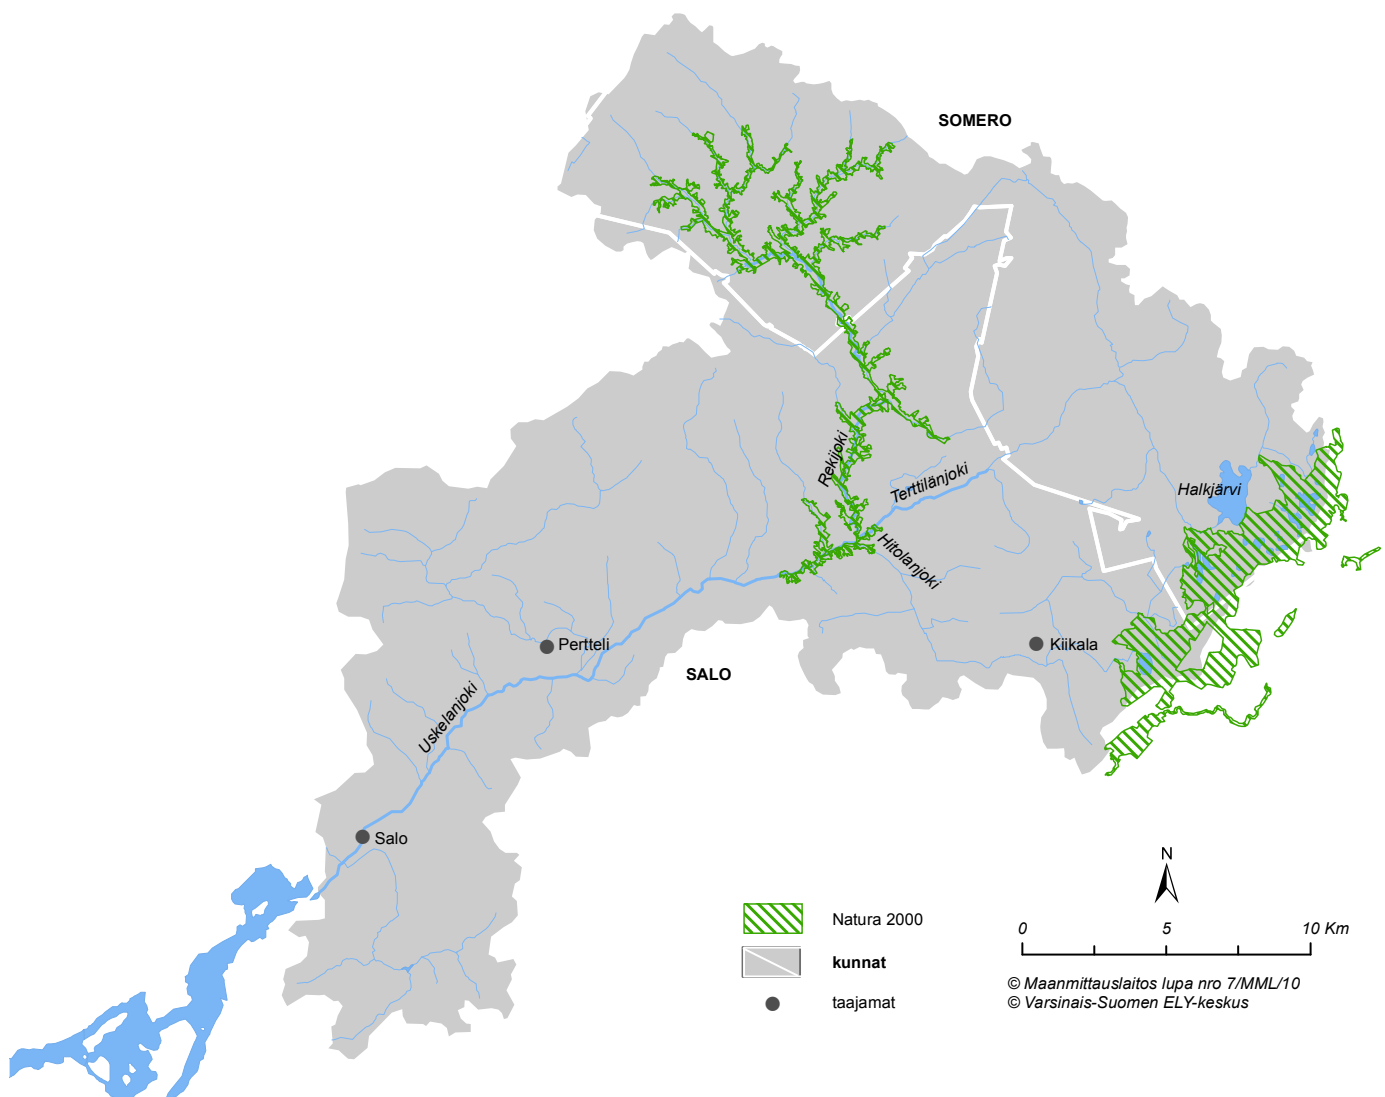 SOMERO
Rekijoki
Terttilänjoki
Halkjärvi
Hitolanjoki
Pertteli
Kiikala
SALO
Uskelanjoki
Salo
N
Natura 2000
kunnat
taajamat
0 5 10 Km
© Maanmittauslaitos lupa nro 7/MML/10
© Varsinais-Suomen ELY-keskus